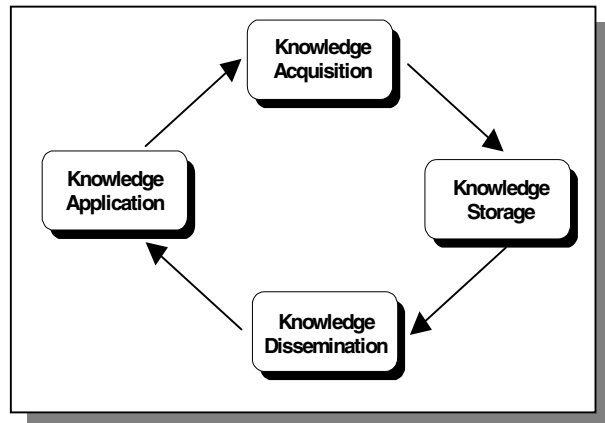 Knowledge
Acquisition
Knowledge
Storage
Knowledge
Dissemination
Knowledge
Application